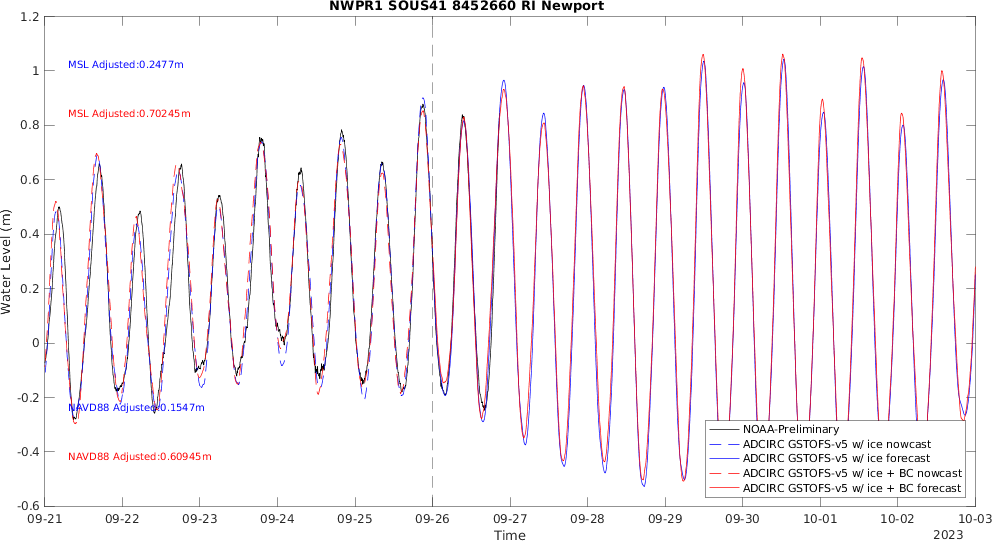 NWPR1 SOUS41 8452660 RI Newport
1.2
1
0.8
0.6
0.4
0.2
0
-0.2
-0.4
-0.6
Water Level (m)
MSL Adjusted:0.2477m
MSL Adjusted:0.70245m
NAVD88 Adjusted:0.1547m
NAVD88 Adjusted:0.60945m
NOAA-Preliminary
ADCIRC GSTOFS-v5 w/ ice nowcast
ADCIRC GSTOFS-v5 w/ ice forecast
ADCIRC GSTOFS-v5 w/ ice + BC nowcast
ADCIRC GSTOFS-v5 w/ ice + BC forecast
09-21 09-22 09-23 09-24 09-25 09-26 09-27 09-28 09-29 09-30 10-01 10-02 10-03
Time
2023